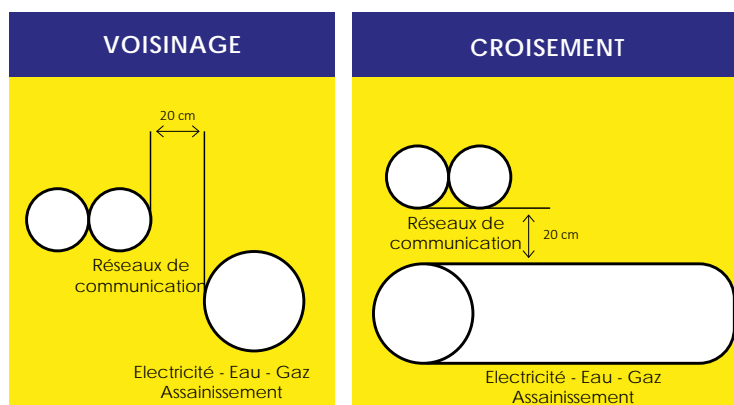 VOISINAGE
20 cm
Réseaux de
communication
Electricité - Eau - Gaz
Assainissement
CROISEMENT
Réseaux de
communication
20 cm
Electricité - Eau - Gaz
Assainissement